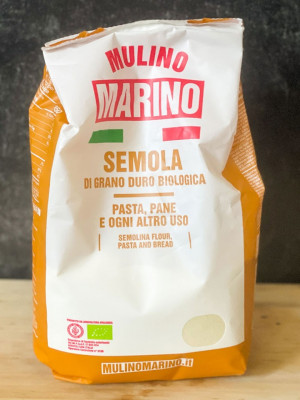 MULINO
MARINO
SEMOLA
DI GRANO DURO BIOLOGICA
PASTA, PANE
E OGNI ALTRO USO
SEMOLINA FLOUR,
PASTA AND BREAD
MULINOMARINO.it